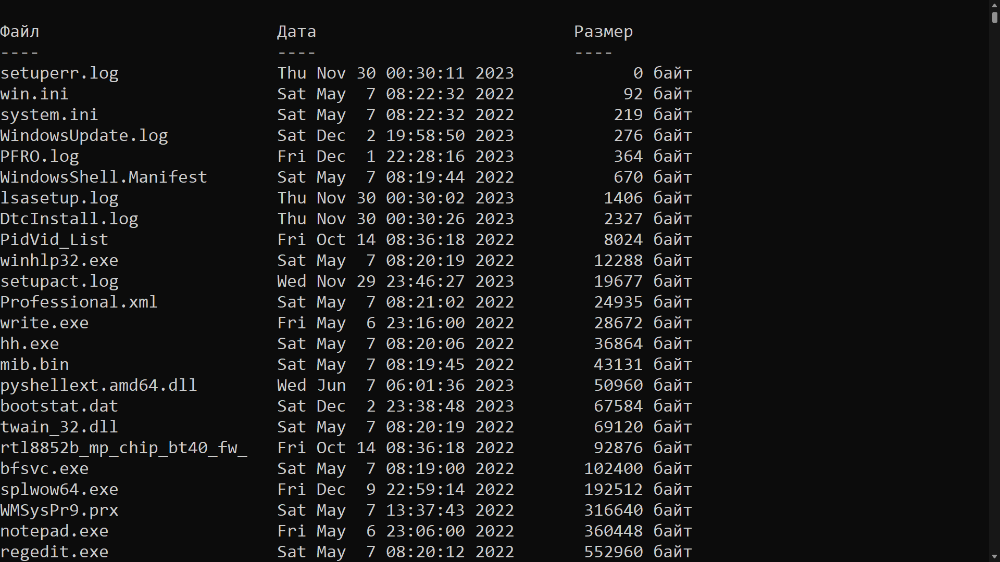 Файл                        Дата                          Размер
----                        ----                          ----
setuperr.log                Thu Nov 30 00:30:11 2023            0 байт
win.ini                     Sat May  7 08:22:32 2022           92 байт
system.ini                  Sat May  7 08:22:32 2022          219 байт
WindowsUpdate.log           Sat Dec  2 19:58:50 2023          276 байт
PFRO.log                    Fri Dec  1 22:28:16 2023          364 байт
WindowsShell.Manifest       Sat May  7 08:19:44 2022          670 байт
lsasetup.log                Thu Nov 30 00:30:02 2023         1406 байт
DtcInstall.log              Thu Nov 30 00:30:26 2023         2327 байт
PidVid_List                 Fri Oct 14 08:36:18 2022         8024 байт
winhlp32.exe                Sat May  7 08:20:19 2022        12288 байт
setupact.log                Wed Nov 29 23:46:27 2023        19677 байт
Professional.xml            Sat May  7 08:21:02 2022        24935 байт
write.exe                   Fri May  6 23:16:00 2022        28672 байт
hh.exe                      Sat May  7 08:20:06 2022        36864 байт
mib.bin                     Sat May  7 08:19:45 2022        43131 байт
pyshellext.amd64.dll        Wed Jun  7 06:01:36 2023        50960 байт
bootstat.dat                Sat Dec  2 23:38:48 2023        67584 байт
twain_32.dll                Sat May  7 08:20:19 2022        69120 байт
rtl8852b_mp_chip_bt40_fw_   Fri Oct 14 08:36:18 2022        92876 байт
bfsvc.exe                   Sat May  7 08:19:00 2022       102400 байт
splwow64.exe                Fri Dec  9 22:59:14 2022       192512 байт
WMSysPr9.prx                Sat May  7 13:37:43 2022       316640 байт
notepad.exe                 Fri May  6 23:06:00 2022       360448 байт
regedit.exe                 Sat May  7 08:20:12 2022       552960 байт